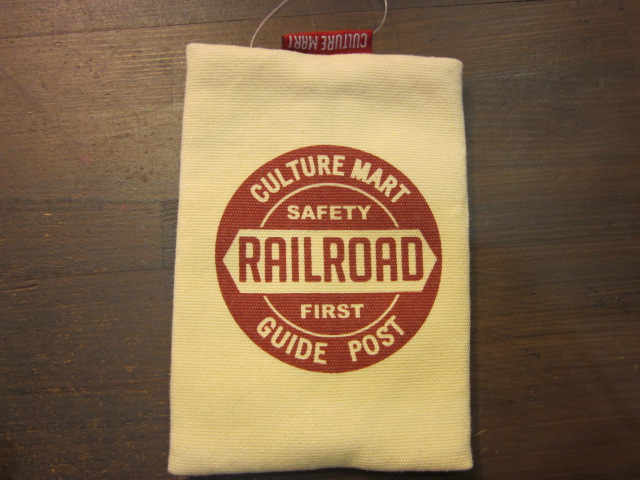 CULTURE MART
CULTURE MART
SAFETY
RAILROAD
FIRST
GUIDE POST